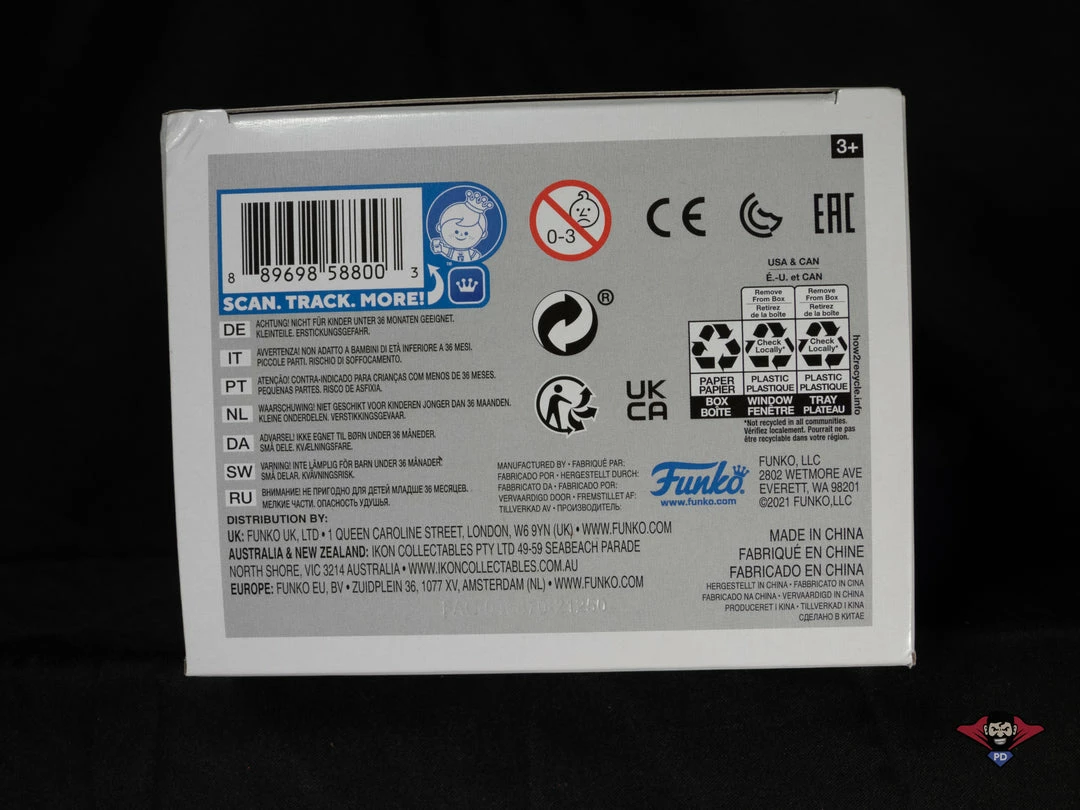 3+
8 89698 58800 3
™
SCAN. TRACK. MORE!
0-3
CE
EAC
®
UK
CA
USA & CAN
É.-U. et CAN
Remove
From Box
Retirez
de la boîte
Remove
From Box
Retirez
de la boîte
Check
Locally*
Check
Locally*
PAPER
PAPIER
PLASTIC
PLASTIQUE
PLASTIC
PLASTIQUE
BOX
BOÎTE
WINDOW
FENÊTRE
TRAY
PLATEAU
how2recycle.info
*Not recycled in all communities.
Vérifiez localement. Pourrait ne pas
être recyclable dans votre région.
DE ACHTUNG! NICHT FÜR KINDER UNTER 36 MONATEN GEEIGNET.
KLEINTEILE. ERSTICKUNGSGEFAHR.
IT AVVERTENZA! NON ADATTO A BAMBINI DI ETÀ INFERIORE A 36 MESI.
PICCOLE PARTI. RISCHIO DI SOFFOCAMENTO.
PT ATENÇÃO! CONTRA-INDICADO PARA CRIANÇAS COM MENOS DE 36 MESES.
PEQUENAS PARTES. RISCO DE ASFIXIA.
NL WAARSCHUWING! NIET GESCHIKT VOOR KINDEREN JONGER DAN 36 MAANDEN.
KLEINE ONDERDELEN. VERSTIKKINGSGEVAAR.
DA ADVARSEL! IKKE EGNET TIL BØRN UNDER 36 MÅNEDER.
SMÅ DELE. KVÆLNINGSFARE.
SW VARNING! INTE LÄMPLIG FÖR BARN UNDER 36 MÅNADER
SMÅ DELAR. KVÄVNINGSRISK.
RU ВНИМАНИЕ! НЕ ПРИГОДНО ДЛЯ ДЕТЕЙ МЛАДШЕ 36 МЕСЯЦЕВ.
МЕЛКИЕ ЧАСТИ. ОПАСНОСТЬ УДУШЬЯ.
MANUFACTURED BY • FABRIQUÉ PAR:
FABRICADO POR • HERGESTELLT DURCH:
FABBRICATO DA • FABRICADO POR:
VERVAARDIGD DOOR • FREMSTILLET AF:
TILLVERKAD AV • ПРОИЗВОДИТЕЛЬ:
Funko®
www.funko.com
FUNKO, LLC
2802 WETMORE AVE
EVERETT, WA 98201
©2021 FUNKO,LLC
DISTRIBUTION BY:
UK: FUNKO UK, LTD • 1 QUEEN CAROLINE STREET, LONDON, W6 9YN (UK) • WWW.FUNKO.COM
AUSTRALIA & NEW ZEALAND: IKON COLLECTABLES PTY LTD 49-59 SEABEACH PARADE
NORTH SHORE, VIC 3214 AUSTRALIA • WWW.IKONCOLLECTABLES.COM.AU
EUROPE: FUNKO EU, BV • ZUIDPLEIN 36, 1077 XV, AMSTERDAM (NL) • WWW.FUNKO.COM
MADE IN CHINA
FABRIQUÉ EN CHINE
FABRICADO EN CHINA
HERGESTELLT IN CHINA • FABBRICATO IN CINA
FABRICADO NA CHINA • VERVAARDIGD IN CHINA
PRODUCERET I KINA • TILLVERKAD I KINA
СДЕЛАНО В КИТАЕ
PD